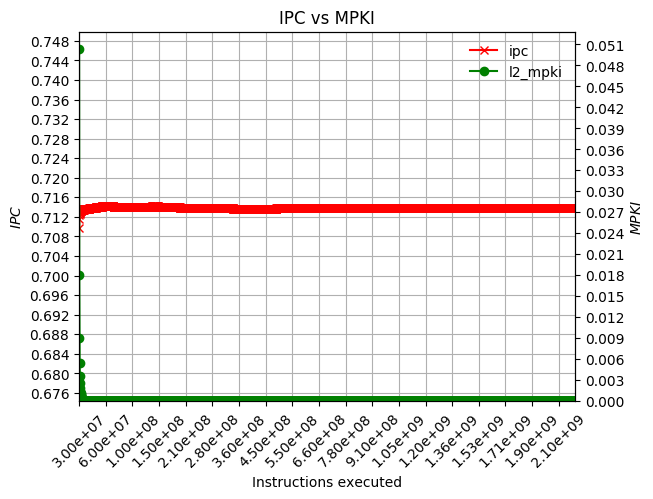 IPC vs MPKI
ipc
l2_mpki
IPC
0.748
0.744
0.740
0.736
0.732
0.728
0.724
0.720
0.716
0.712
0.708
0.704
0.700
0.696
0.692
0.688
0.684
0.680
0.676
MPKI
0.051
0.048
0.045
0.042
0.039
0.036
0.033
0.030
0.027
0.024
0.021
0.018
0.015
0.012
0.009
0.006
0.003
0.000
3.00e+07
6.00e+07
1.00e+08
1.50e+08
2.10e+08
2.80e+08
3.60e+08
4.50e+08
5.50e+08
6.60e+08
7.80e+08
9.10e+08
1.05e+09
1.20e+09
1.36e+09
1.53e+09
1.71e+09
1.90e+09
2.10e+09
Instructions executed